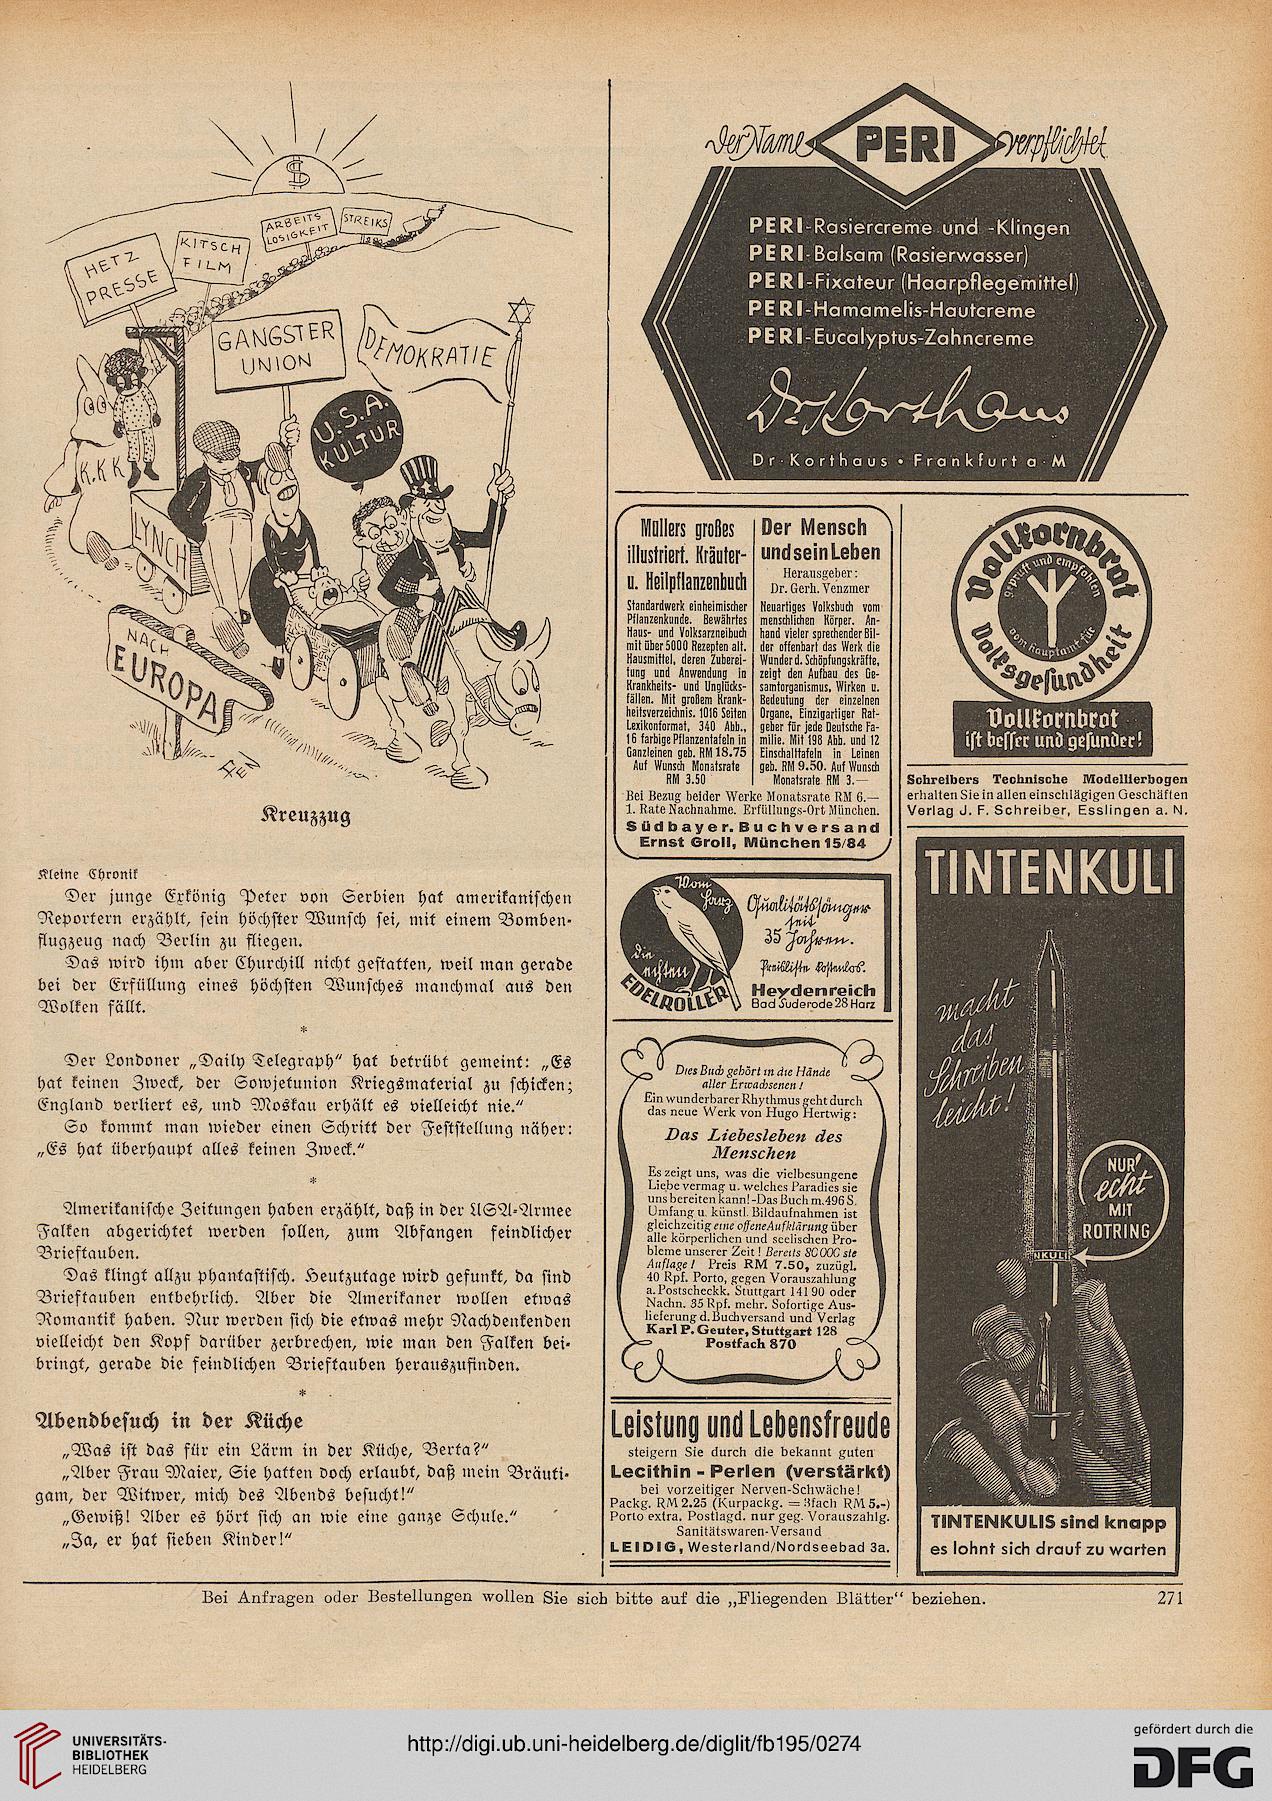 $
STREIKS
ARBEITS
LOSIGKEIT
KITSCH
FILM
HETZ
PRESSE
GANGSTER
UNION
DEMOKRATIE
U.S.A.
KULTUR
K.K.K
LYNCH
NACH
EUROPA
Kreuzzug
Kleine Chronik
Der junge Exkönig Peter von Serbien hat amerikanischen
Reportern erzählt, sein höchster Wunsch sei, mit einem Bomben-
flugzeug nach Berlin zu fliegen.
Das wird ihm aber Churchill nicht gestatten, weil man gerade
bei der Erfüllung eines höchsten Wunsches manchmal aus den
Wolken fällt.
*
Der Londoner „Daily Telegraph“ hat betrübt gemeint: „Es
hat keinen Zweck, der Sowjetunion Kriegsmaterial zu schicken;
England verliert es, und Moskau erhält es vielleicht nie.“
So kommt man wieder einen Schritt der Feststellung näher:
„Es hat überhaupt alles keinen Zweck.“
*
Amerikanische Zeitungen haben erzählt, daß in der USA-Armee
Falken abgerichtet werden sollen, zum Abfangen feindlicher
Brieftauben.
Das klingt allzu phantastisch. Heutzutage wird gefunkt, da sind
Brieftauben entbehrlich. Aber die Amerikaner wollen etwas
Romantik haben. Nur werden sich die etwas mehr Nachdenkenden
vielleicht den Kopf darüber zerbrechen, wie man den Falken bei-
bringt, gerade die feindlichen Brieftauben herauszufinden.
*
Abendbesuch in der Küche
„Was ist das für ein Lärm in der Küche, Berta?“
„Aber Frau Maier, Sie hatten doch erlaubt, daß mein Bräuti-
gam, der Witwer, mich des Abends besucht!“
„Gewiß! Aber es hört sich an wie eine ganze Schule.“
„Ja, er hat sieben Kinder!“
Der Name PERI verpflichtet
PERI-Rasiercreme und -Klingen
PERI-Balsam (Rasierwasser)
PERI-Fixateur (Haarpflegemittel)
PERI-Hamamelis-Hautcreme
PERI-Eucalyptus-Zahncreme
Dr. Korthaus
Dr. Korthaus • Frankfurt a. M
Müllers großes
illustriert. Kräuter-
u. Heilpflanzenbuch
Standardwerk einheimischer
Pflanzenkunde. Bewährtes
Haus- und Volksarzneibuch
mit über 5000 Rezepten alt.
Hausmittel, deren Zuberei-
tung und Anwendung in
Krankheits- und Unglücks-
fällen. Mit großem Krank-
heitsverzeichnis. 1016 Seiten
Lexikonformat, 340 Abb.,
16 farbige Pflanzentafeln in
Ganzleinen geb. RM 18.75
Auf Wunsch Monatsrate
RM 3.50
Der Mensch
und sein Leben
Herausgeber:
Dr. Gerh. Venzmer
Neuartiges Volksbuch vom
menschlichen Körper. An-
hand vieler sprechender Bil-
der offenbart das Werk die
Wunder d. Schöpfungskräfte,
zeigt den Aufbau des Ge-
samtorganismus, Wirken u.
Bedeutung der einzelnen
Organe, Einzigartiger Rat-
geber für jede Deutsche Fa-
milie. Mit 198 Abb. und 12
Einschalttafeln in Leinen
geb. RM 9.50. Auf Wunsch
Monatsrate RM 3.—
Bei Bezug beider Werke Monatsrate RM 6.—
1. Rate Nachnahme. Erfüllungs-Ort München.
Südbayer. Buchversand
Ernst Groll, München 15/84
Vollkornbrot
geprüft und empfohlen
vom Hauptamt für
Volksgesundheit
Vollkornbrot
ist besser und gesunder!
Schreibers Technische Modellierbogen
erhalten Sie in allen einschlägigen Geschäften
Verlag J. F. Schreiber, Esslingen a. N.
Vom
Harz
die
echten
EDELROLLER
Qualitätssänger
seit
35 Jahren.
Preisliste kostenlos.
Heydenreich
Bad Suderode 28 Harz
Dies Buch gehört in die Hände
aller Erwachsenen!
Ein wunderbarer Rhythmus geht durch
das neue Werk von Hugo Hertwig:
Das Liebesleben des
Menschen
Es zeigt uns, was die vielbesungene
Liebe vermag u. welches Paradies sie
uns bereiten kann! - Das Buch m. 496 S.
Umfang u. künstl. Bildaufnahmen ist
gleichzeitig eine offene Aufklärung über
alle körperlichen und seelischen Pro-
bleme unserer Zeit! Bereits 80000 ste
Auflage! Preis RM 7.50, zuzügl.
40 Rpf. Porto, gegen Vorauszahlung
a. Postscheckk. Stuttgart 14190 oder
Nachn. 35 Rpf. mehr. Sofortige Aus-
lieferung d. Buchversand und Verlag
Karl P. Geuter, Stuttgart 128
Postfach 870
Leistung und Lebensfreude
steigern Sie durch die bekannt guten
Lecithin - Perlen (verstärkt)
bei vorzeitiger Nerven-Schwäche!
Packg. RM 2.25 (Kurpackg. = 3fach RM 5.-)
Porto extra. Postlagd. nur geg. Vorauszahlg.
Sanitätswaren-Versand
LEIDIG, Westerland/Nordseebad 3a.
TINTENKULI
macht
das
Schreiben
leicht!
NUR
echt
MIT
ROTRING
NKULI
TINTENKULIS sind knapp
es lohnt sich drauf zu warten
Bei Anfragen oder Bestellungen wollen Sie sich bitte auf die „Fliegenden Blätter“ beziehen.
271
UNIVERSITÄTS-
BIBLIOTHEK
HEIDELBERG
http://digi.ub.uni-heidelberg.de/diglit/fb195/0274
gefördert durch die
DFG